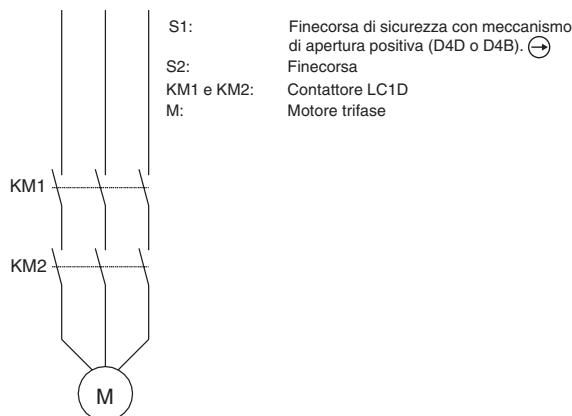 S1: Finecorsa di sicurezza con meccanismo
di apertura positiva (D4D o D4B).
S2: Finecorsa
KM1 e KM2: Contattore LC1D
M: Motore trifase
KM1
KM2
M